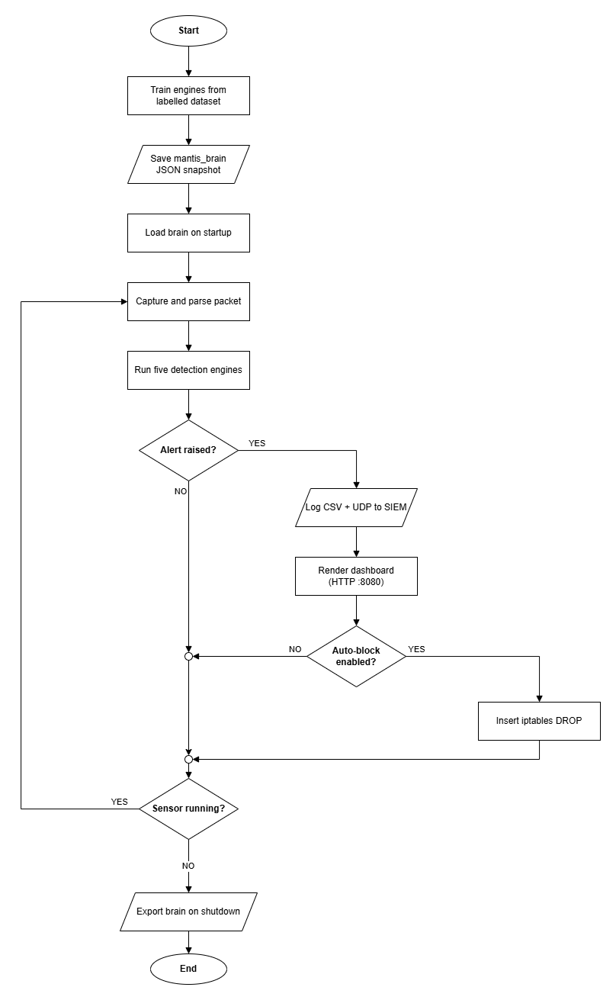 Start
Train engines from
labelled dataset
Save mantis_brain
JSON snapshot
Load brain on startup
Capture and parse packet
Run five detection engines
Alert raised?
YES
NO
Log CSV + UDP to SIEM
Render dashboard
(HTTP :8080)
Auto-block
enabled?
NO
YES
Insert iptables DROP
Sensor running?
YES
NO
Export brain on shutdown
End